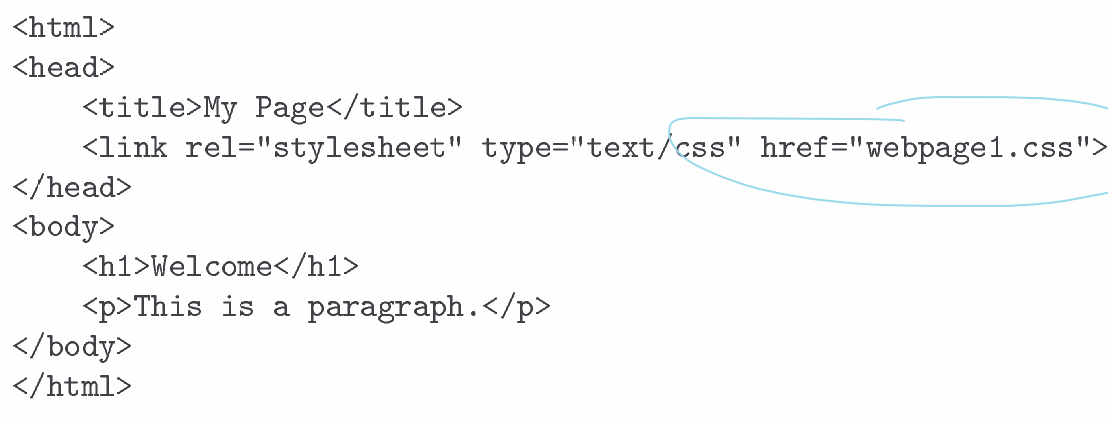 <html>
<head>
    <title>My Page</title>
    <link rel="stylesheet" type="text/css" href="webpage1.css">
</head>
<body>
    <h1>Welcome</h1>
    <p>This is a paragraph.</p>
</body>
</html>